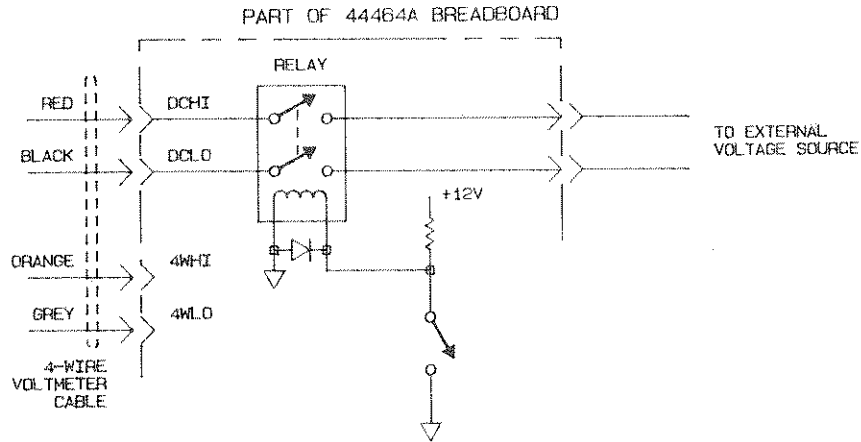 PART OF 44464A BREADBOARD
RELAY
RED
DCHI
BLACK
DCLO
TO EXTERNAL
VOLTAGE SOURCE
+12V
ORANGE
4WHI
GREY
4WLO
4-WIRE
VOLTMETER
CABLE